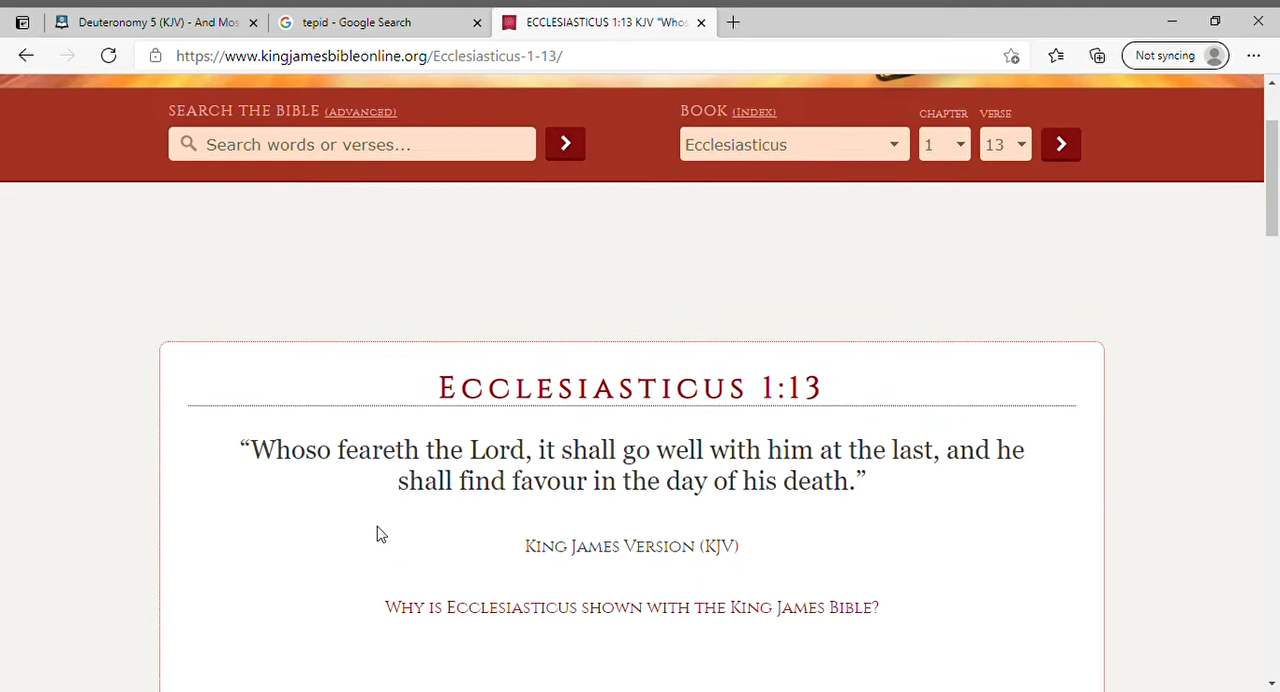 Deuteronomy 5 (KJV) - And Mos
tepid - Google Search
ECCLESIASTICUS 1:13 KJV "Whos
Not syncing
https://www.kingjamesbibleonline.org/Ecclesiasticus-1-13/
SEARCH THE BIBLE (ADVANCED)
BOOK (INDEX)
CHAPTER
VERSE
Search words or verses...
Ecclesiasticus
1
13
ECCLESIASTICUS 1:13
“Whoso feareth the Lord, it shall go well with him at the last, and he
shall find favour in the day of his death.”
KING JAMES VERSION (KJV)
WHY IS ECCLESIASTICUS SHOWN WITH THE KING JAMES BIBLE?